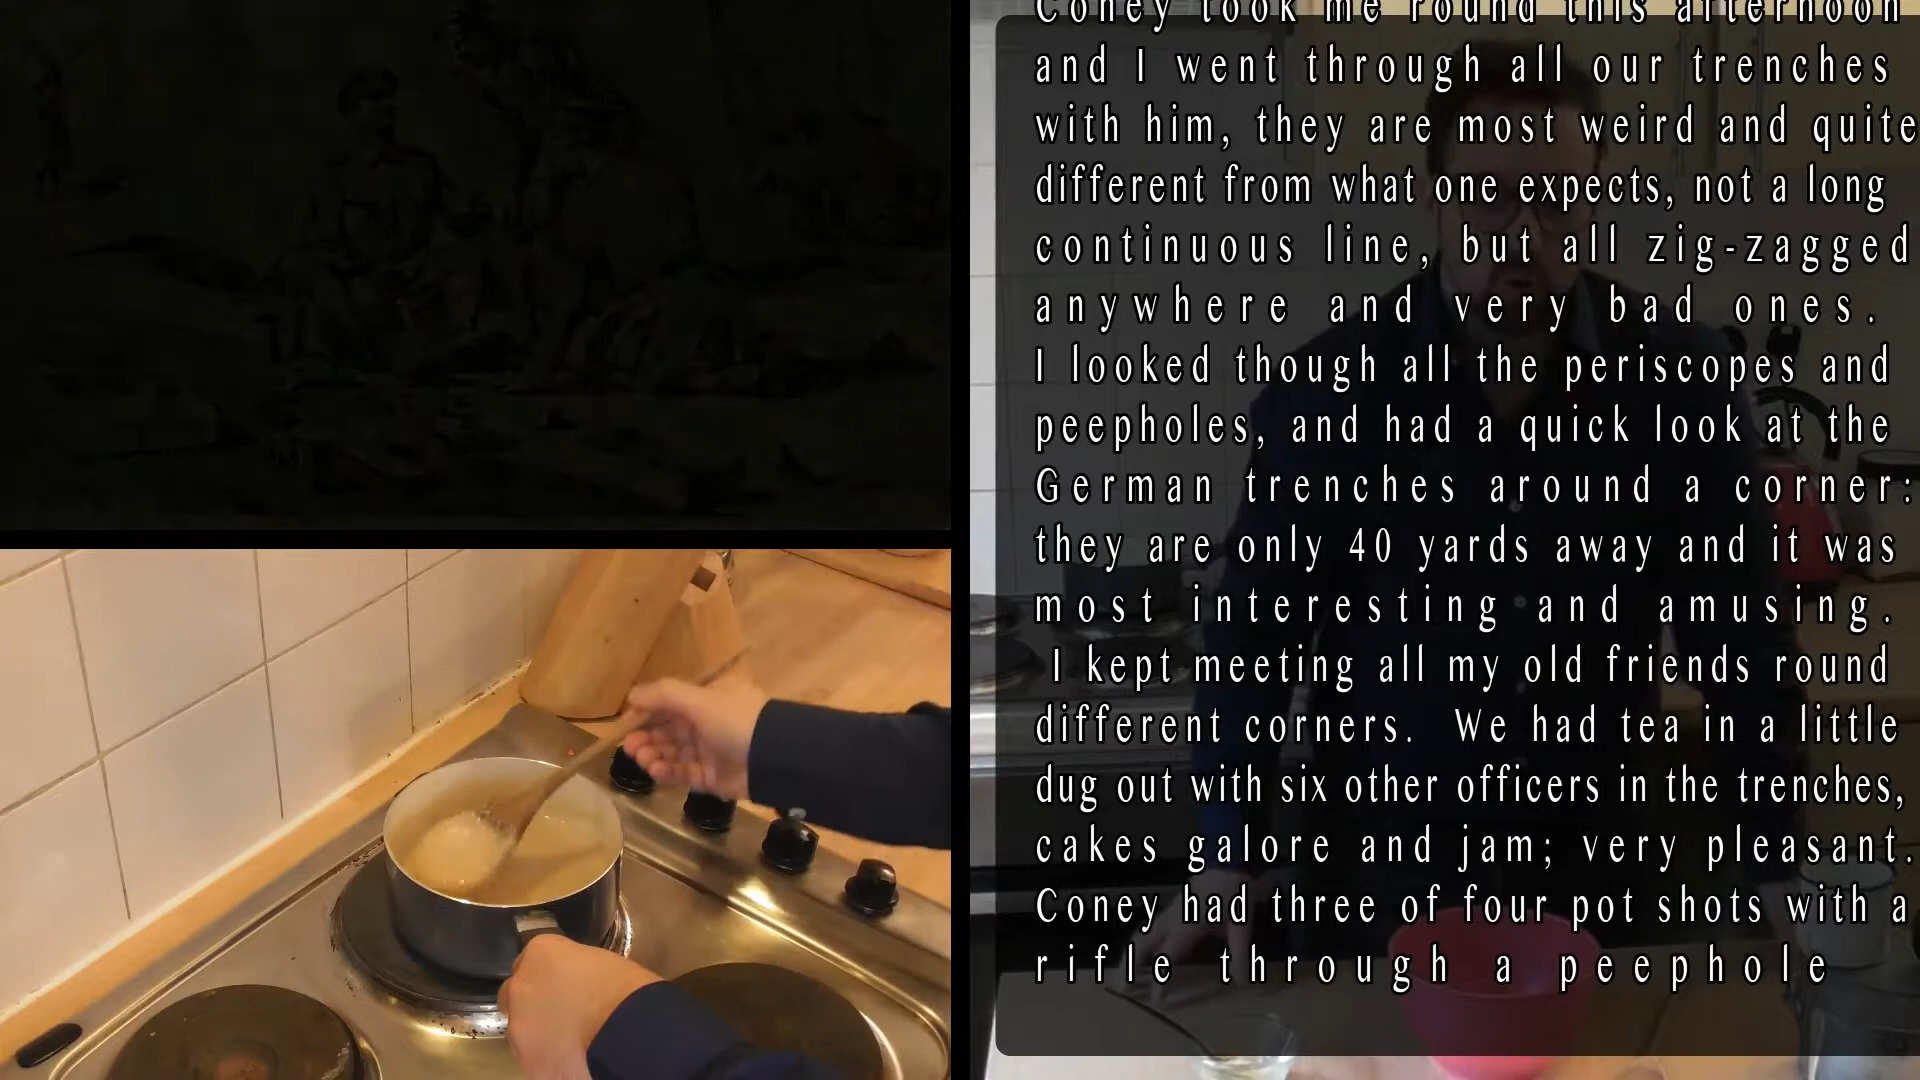 Coney took me round this afternoon
and I went through all our trenches
with him, they are most weird and quite
different from what one expects, not a long
continuous line, but all zig-zagged
anywhere and very bad ones.
I looked though all the periscopes and
peepholes, and had a quick look at the
German trenches around a corner:
they are only 40 yards away and it was
most interesting and amusing.
I kept meeting all my old friends round
different corners. We had tea in a little
dug out with six other officers in the trenches,
cakes galore and jam; very pleasant.
Coney had three of four pot shots with a
rifle through a peephole